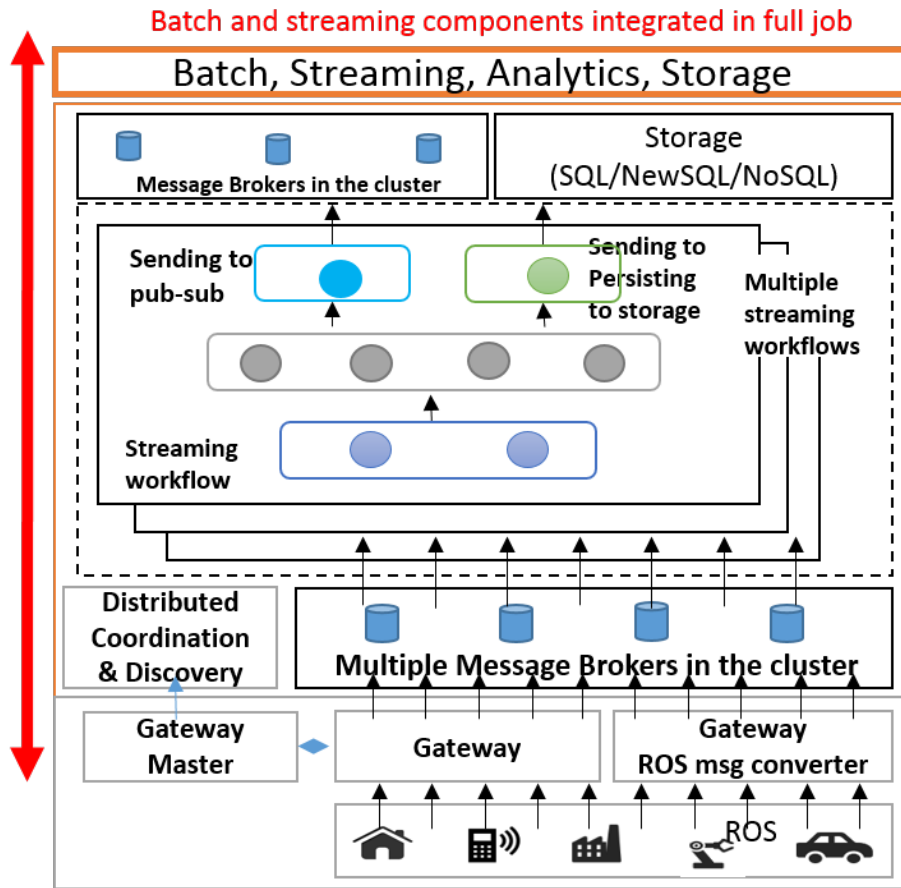 Batch and streaming components integrated in full job
Batch, Streaming, Analytics, Storage
Message Brokers in the cluster
Storage
(SQL/NewSQL/NoSQL)
Sending to
pub-sub
Sending to
Persisting
to storage
Multiple
streaming
workflows
Streaming
workflow
Distributed
Coordination
& Discovery
Multiple Message Brokers in the cluster
Gateway
Master
Gateway
Gateway
ROS msg converter
ROS